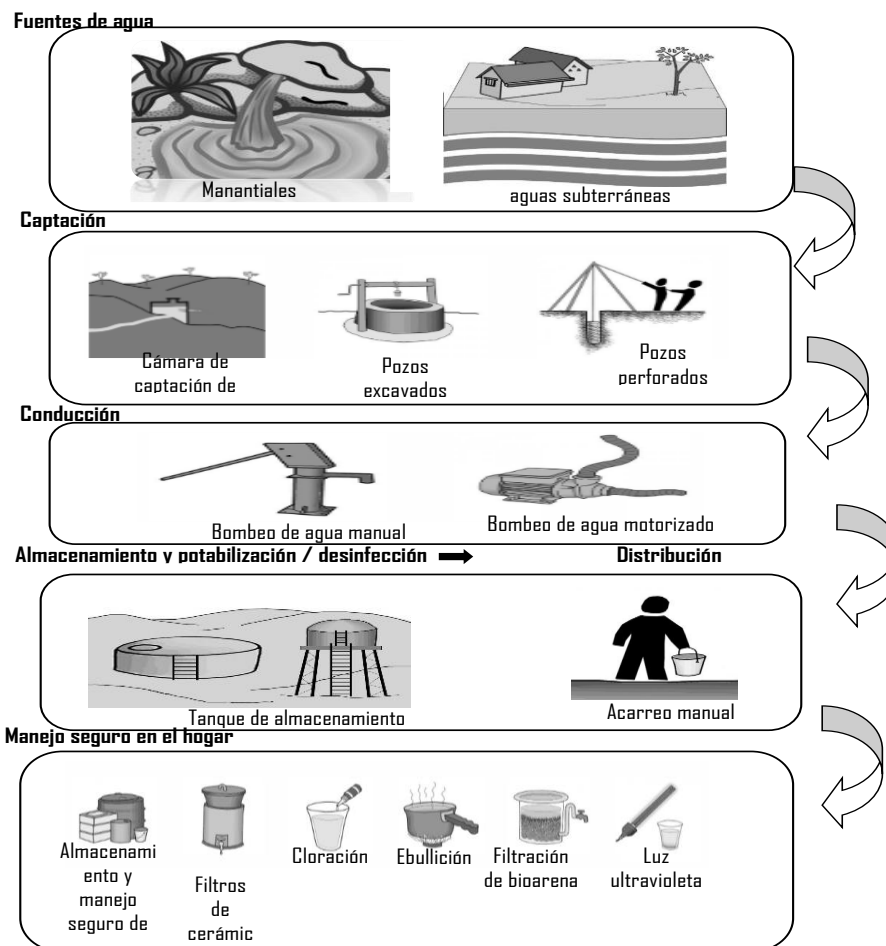 Fuentes de agua
Manantiales
aguas subterráneas
Captación
Cámara de
captación de
Pozos
excavados
Pozos
perforados
Conducción
Bombeo de agua manual
Bombeo de agua motorizado
Almacenamiento y potabilización / desinfección
Distribución
Tanque de almacenamiento
Acarreo manual
Manejo seguro en el hogar
Almacenami
ento y
manejo
seguro de
Filtros
de
cerámic
Cloración
Ebullición
Filtración
de bioarena
Luz
ultravioleta